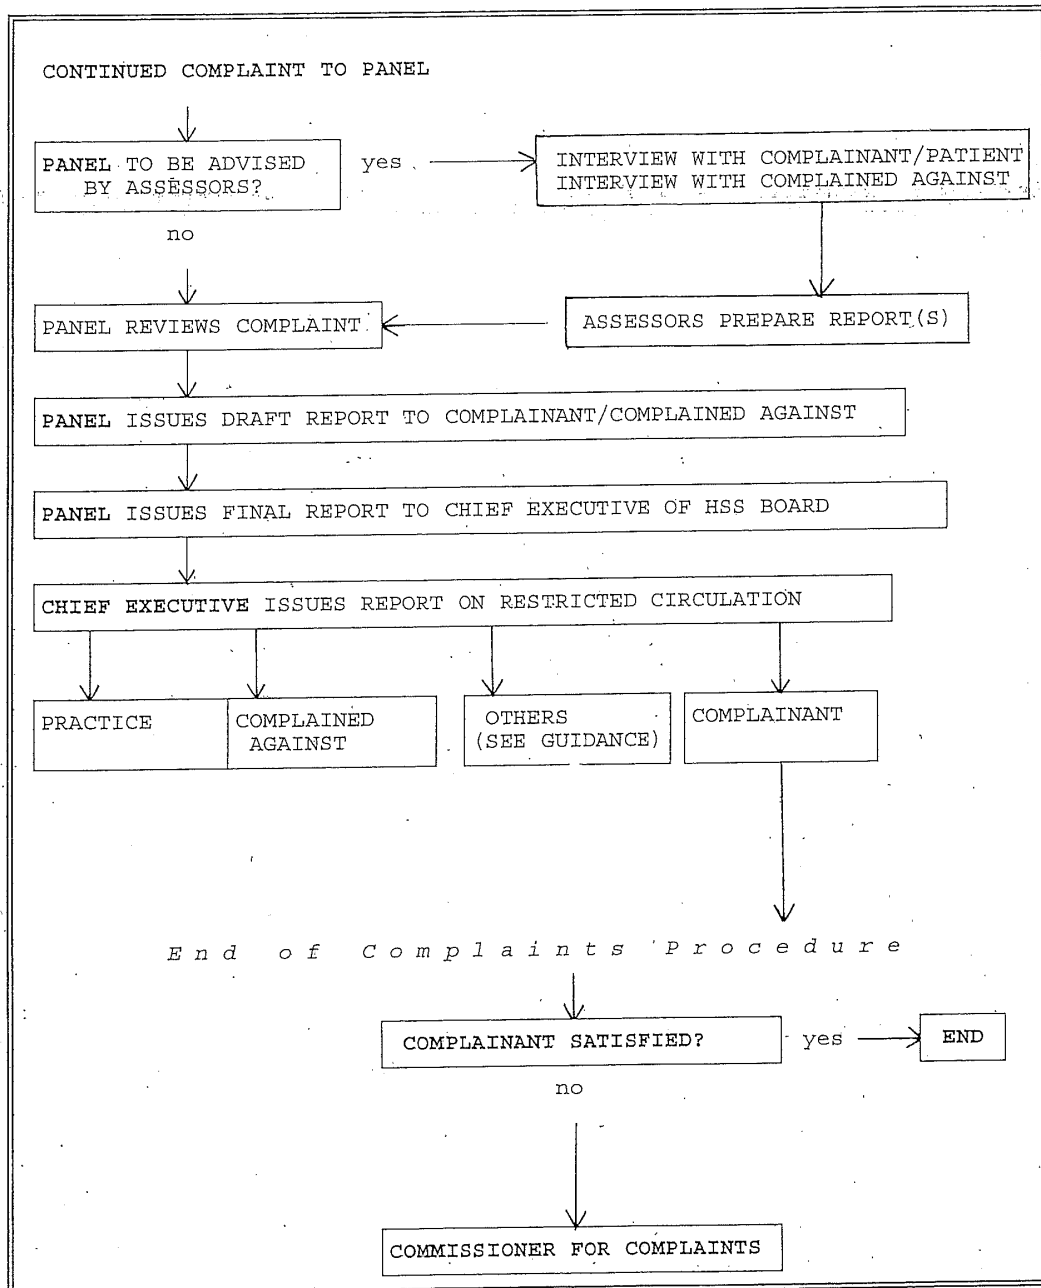 CONTINUED COMPLAINT TO PANEL
PANEL TO BE ADVISED
BY ASSESSORS?
yes
INTERVIEW WITH COMPLAINANT/PATIENT
INTERVIEW WITH COMPLAINED AGAINST
no
PANEL REVIEWS COMPLAINT
ASSESSORS PREPARE REPORT(S)
PANEL ISSUES DRAFT REPORT TO COMPLAINANT/COMPLAINED AGAINST
PANEL ISSUES FINAL REPORT TO CHIEF EXECUTIVE OF HSS BOARD
CHIEF EXECUTIVE ISSUES REPORT ON RESTRICTED CIRCULATION
PRACTICE
COMPLAINED
AGAINST
OTHERS
(SEE GUIDANCE)
COMPLAINANT
End of Complaints Procedure
COMPLAINANT SATISFIED?
yes
END
no
COMMISSIONER FOR COMPLAINTS